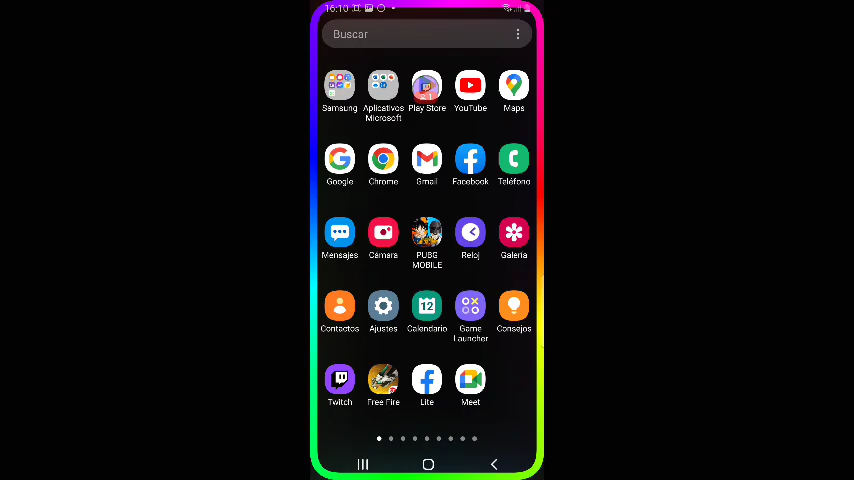 16:10
Buscar
Samsung
Aplicativos
Microsoft
Play Store
YouTube
Maps
Google
Chrome
Gmail
Facebook
Teléfono
Mensajes
Cámara
PUBG
MOBILE
Reloj
Galería
Contactos
Ajustes
12
Calendario
Game
Launcher
Consejos
Twitch
Free Fire
Lite
Meet